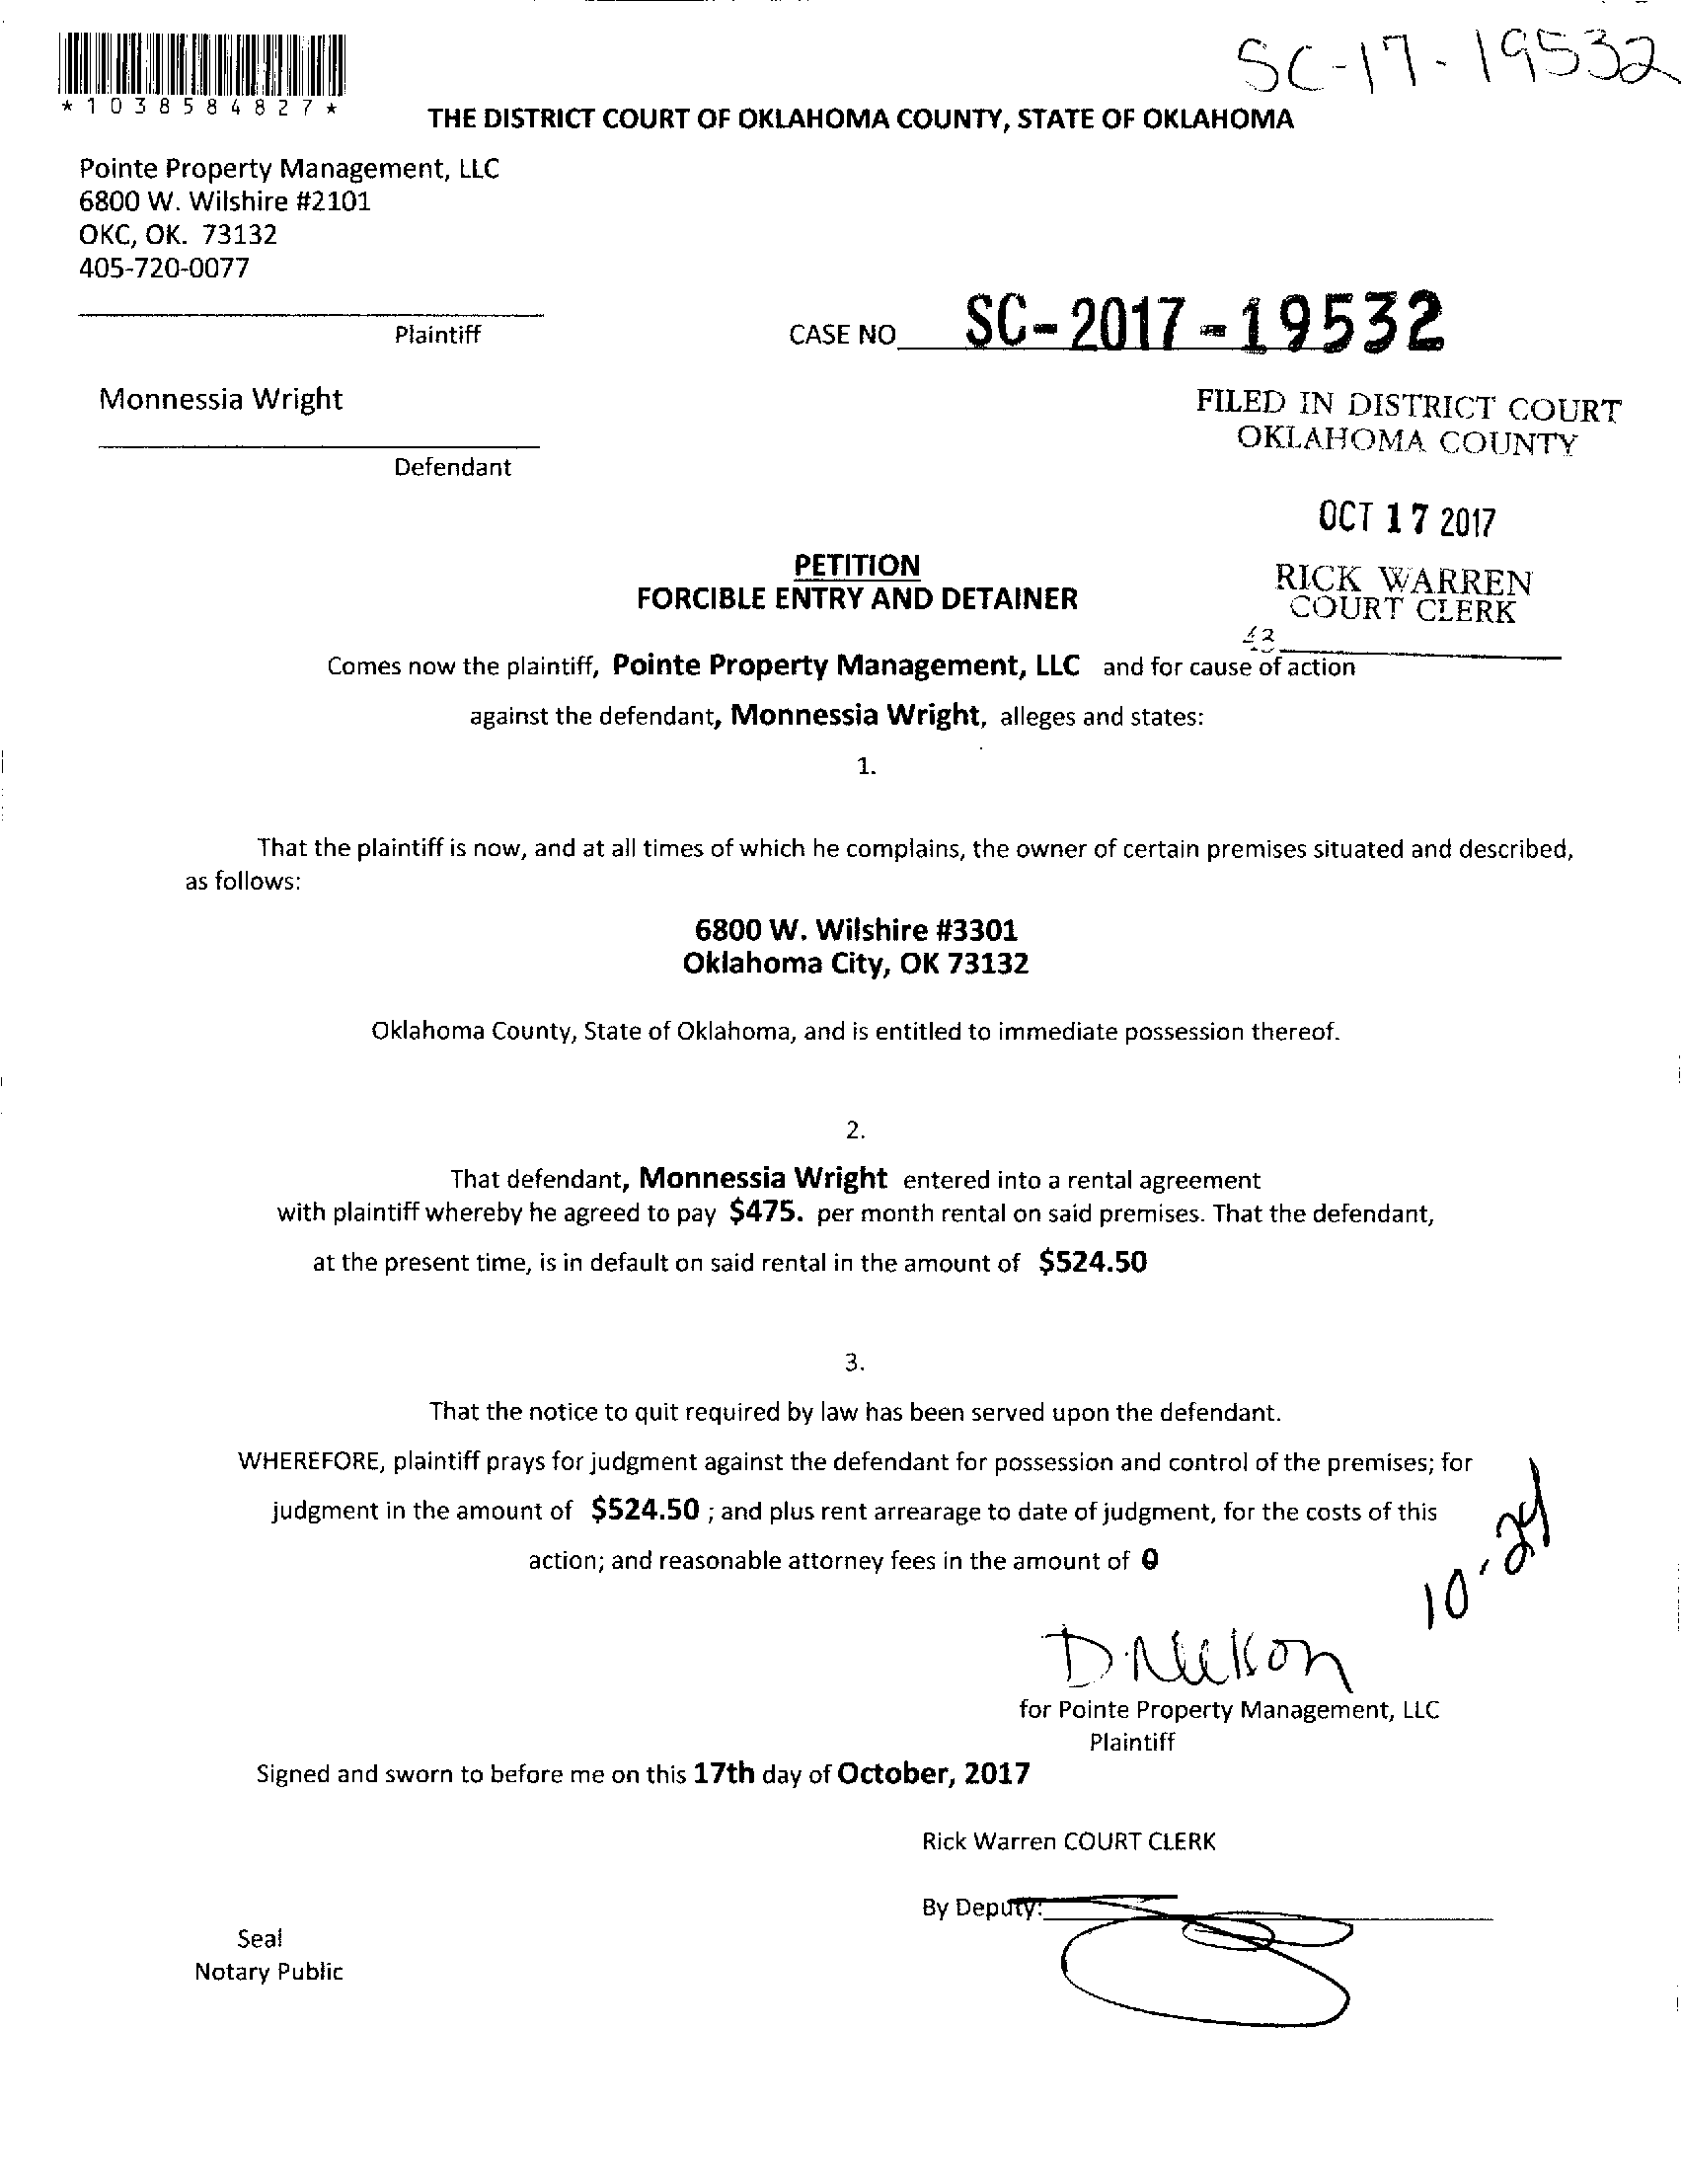 SC-17-19532
*1038584827*
THE DISTRICT COURT OF OKLAHOMA COUNTY, STATE OF OKLAHOMA
Pointe Property Management, LLC
6800 W. Wilshire #2101
OKC, OK. 73132
405-720-0077
Plaintiff
CASE NO. SC-2017-19532
Monnessia Wright
FILED IN DISTRICT COURT
OKLAHOMA COUNTY
Defendant
OCT 17 2017
PETITION
FORCIBLE ENTRY AND DETAINER
RICK WARREN
COURT CLERK
Comes now the plaintiff, Pointe Property Management, LLC and for cause of action
against the defendant, Monnessia Wright, alleges and states:
1.
That the plaintiff is now, and at all times of which he complains, the owner of certain premises situated and described,
as follows:
6800 W. Wilshire #3301
Oklahoma City, OK 73132
Oklahoma County, State of Oklahoma, and is entitled to immediate possession thereof.
2.
That defendant, Monnessia Wright entered into a rental agreement
with plaintiff whereby he agreed to pay $475. per month rental on said premises. That the defendant,
at the present time, is in default on said rental in the amount of $524.50
3.
That the notice to quit required by law has been served upon the defendant.
WHEREFORE, plaintiff prays for judgment against the defendant for possession and control of the premises; for
judgment in the amount of $524.50 ; and plus rent arrearage to date of judgment, for the costs of this
action; and reasonable attorney fees in the amount of 0
10-24
for Pointe Property Management, LLC
Plaintiff
Signed and sworn to before me on this 17th day of October, 2017
Rick Warren COURT CLERK
By Deputy:
Seal
Notary Public